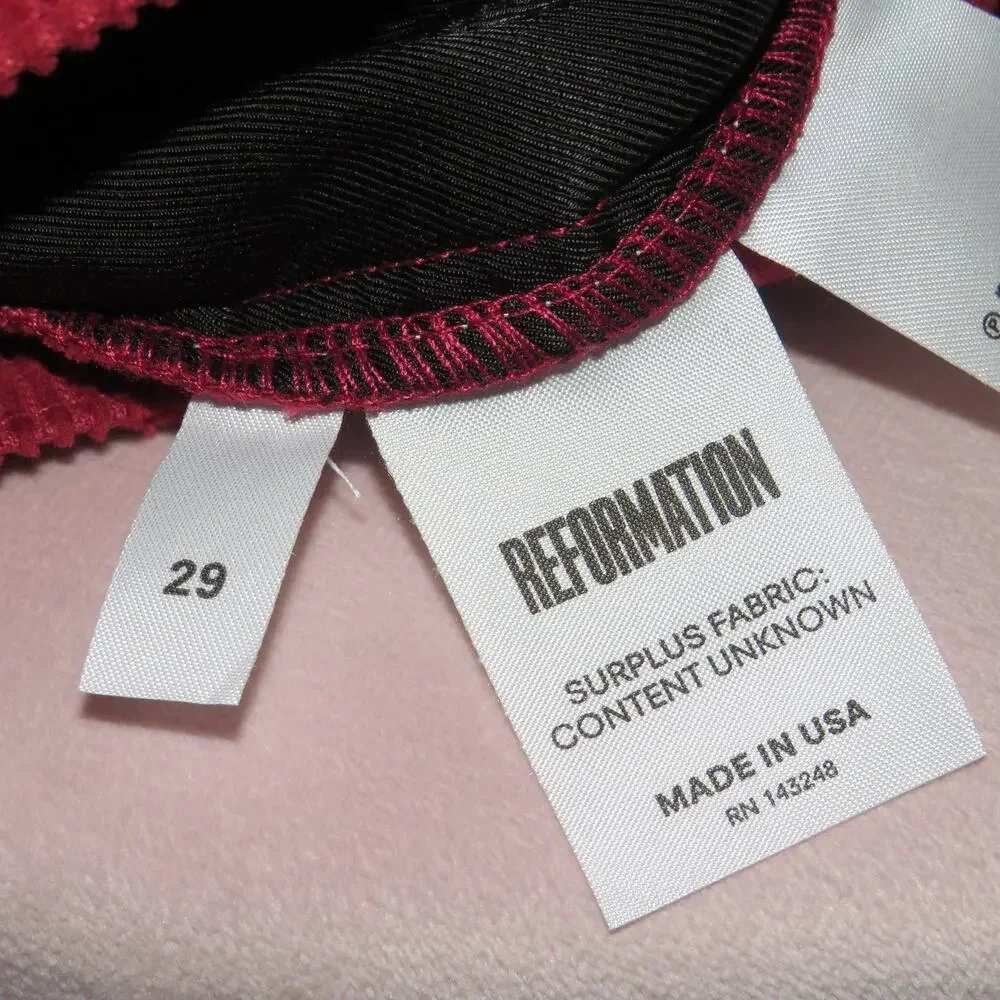 29
REFORMATION
SURPLUS FABRIC:
CONTENT UNKNOWN
MADE IN USA
RN 143248